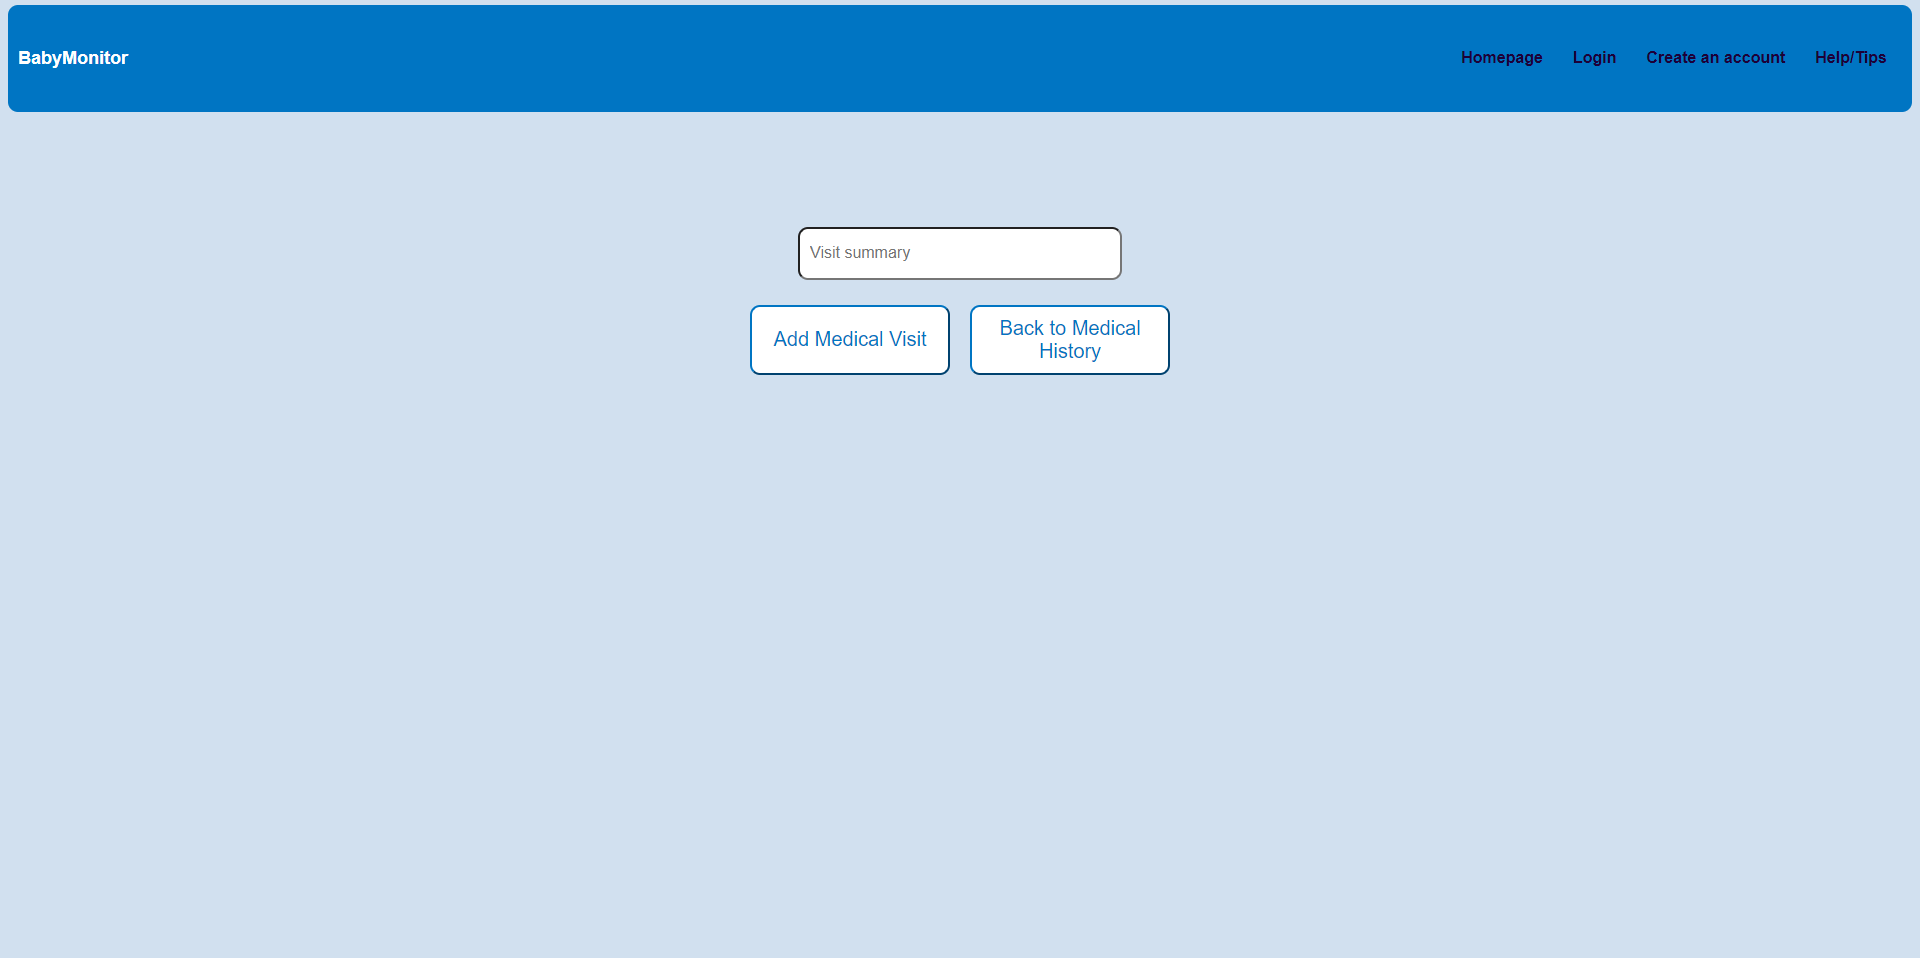 BabyMonitor
Homepage Login Create an account Help/Tips
Visit summary
Add Medical Visit
Back to Medical
History